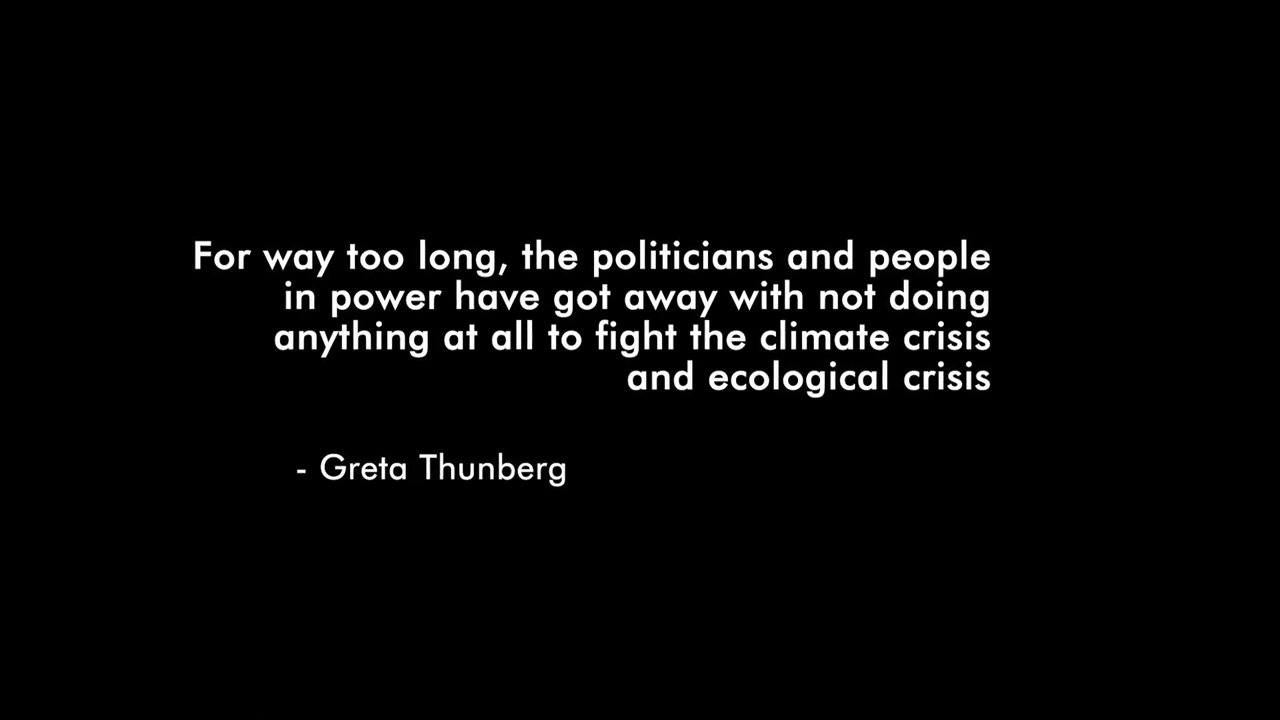 For way too long, the politicians and people
in power have got away with not doing
anything at all to fight the climate crisis
and ecological crisis
- Greta Thunberg